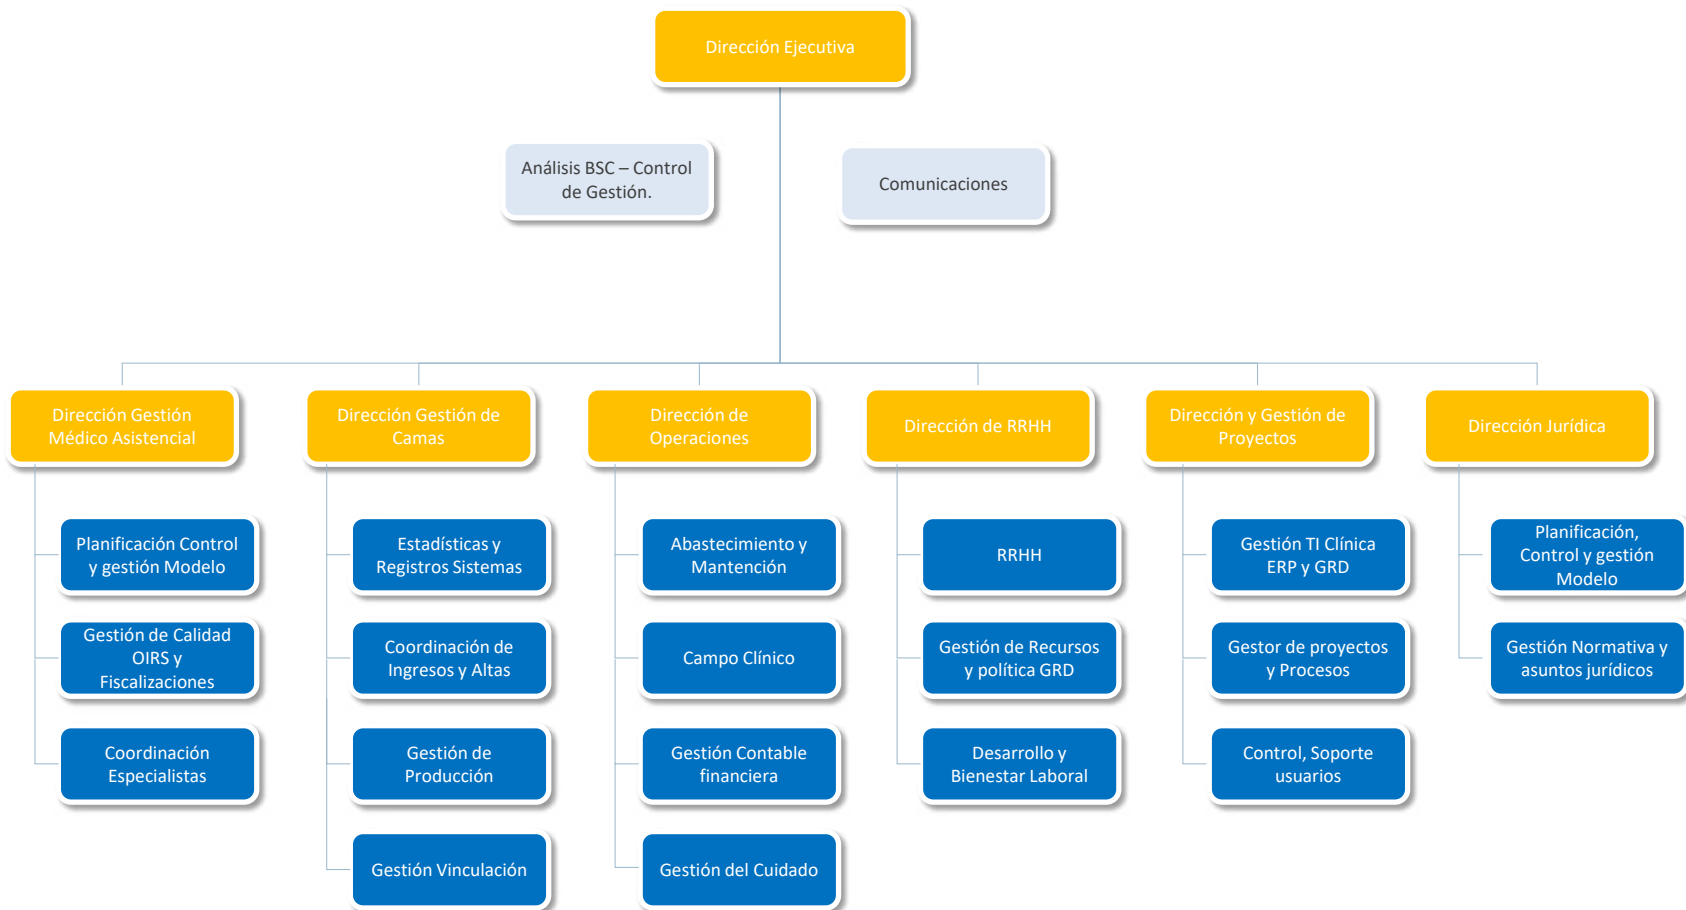 Dirección Ejecutiva
Análisis BSC – Control
de Gestión.
Comunicaciones
Dirección Gestión
Médico Asistencial
Dirección Gestión de
Camas
Dirección de
Operaciones
Dirección de RRHH
Dirección y Gestión de
Proyectos
Dirección Jurídica
Planificación Control
y gestión Modelo
Estadísticas y
Registros Sistemas
Abastecimiento y
Mantención
RRHH
Gestión TI Clínica
ERP y GRD
Planificación,
Control y gestión
Modelo
Gestión de Calidad
OIRS y
Fiscalizaciones
Coordinación de
Ingresos y Altas
Campo Clínico
Gestión de Recursos
y política GRD
Gestor de proyectos
y Procesos
Gestión Normativa y
asuntos jurídicos
Coordinación
Especialistas
Gestión de
Producción
Gestión Contable
financiera
Desarrollo y
Bienestar Laboral
Control, Soporte
usuarios
Gestión Vinculación
Gestión del Cuidado